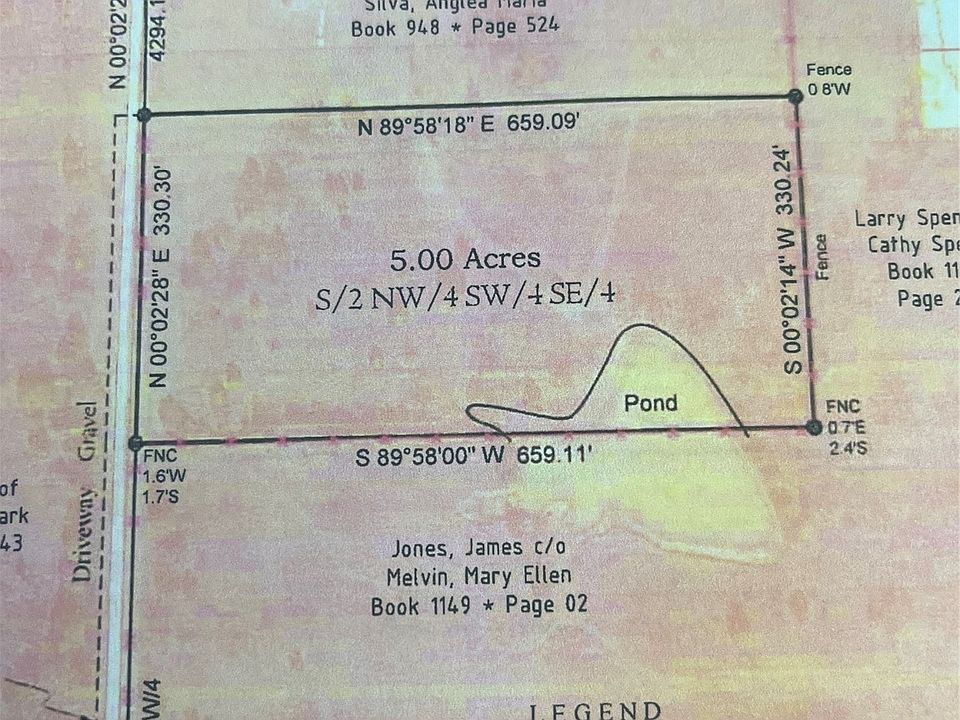 Silva, Anglea Maria
Book 948 * Page 524
N 00°02'2
4294.1
Fence
0 8'W
N 89°58'18" E 659.09'
N 00°02'28" E 330.30'
S 00°02'14" W 330.24'
Fence
Larry Spen
Cathy Spe
Book 11
Page 2
5.00 Acres
S/2 NW/4 SW/4 SE/4
Pond
FNC
0.7'E
2.4'S
S 89°58'00" W 659.11'
FNC
1.6'W
1.7'S
Driveway Gravel
of
ark
43
Jones, James c/o
Melvin, Mary Ellen
Book 1149 * Page 02
W/4
LEGEND